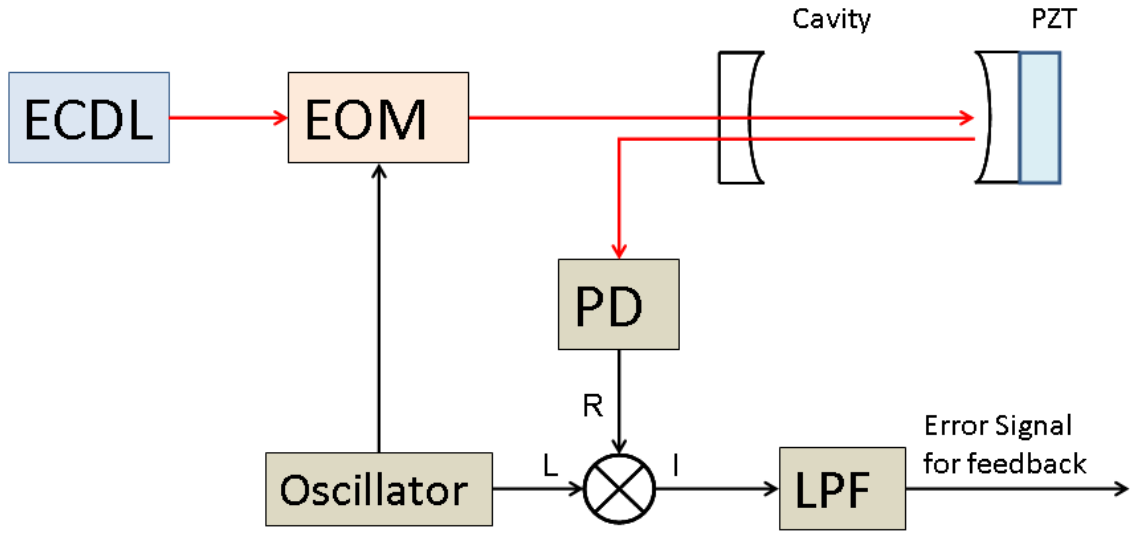 Cavity
PZT
ECDL
EOM
PD
R
Error Signal
for feedback
L
I
Oscillator
LPF